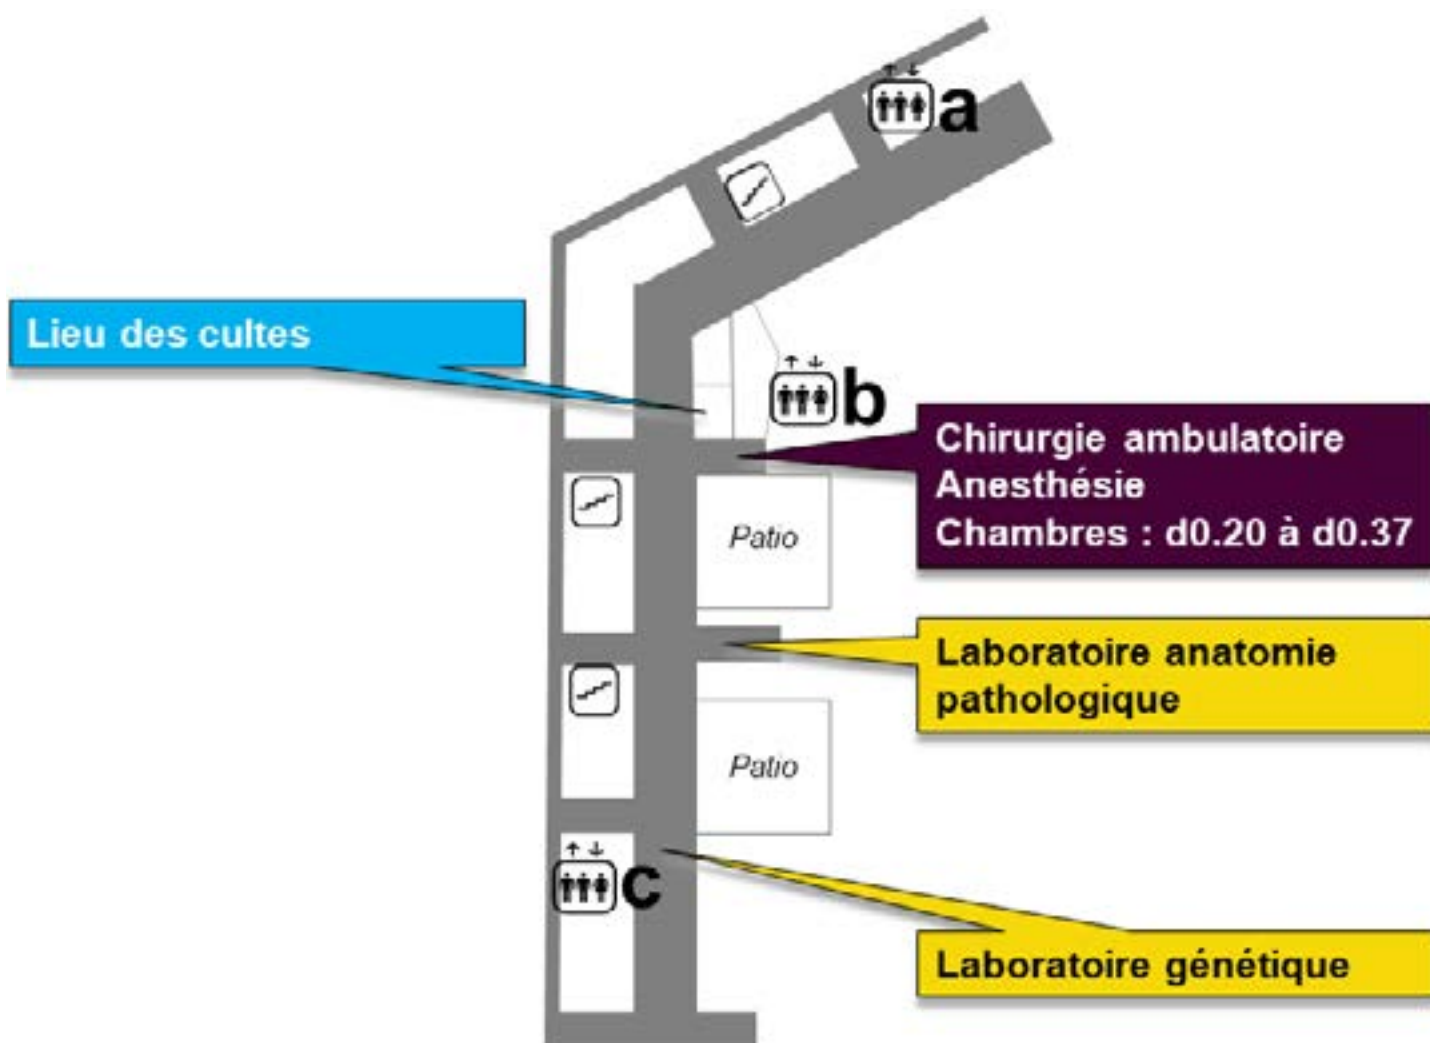 a
Lieu des cultes
b
Chirurgie ambulatoire
Anesthésie
Chambres : d0.20 à d0.37
Patio
Laboratoire anatomie
pathologique
Patio
c
Laboratoire génétique